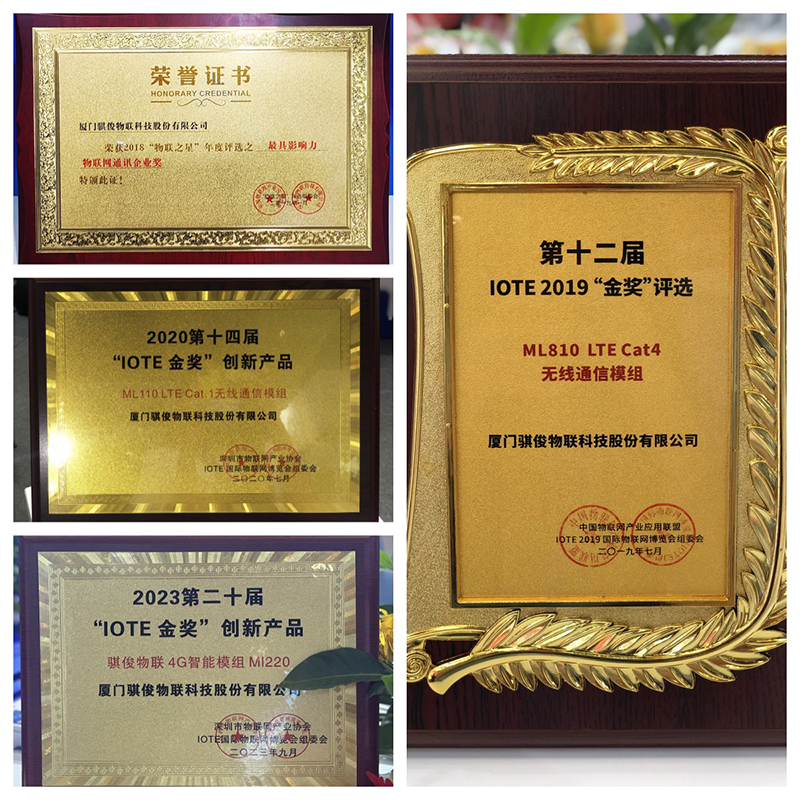 荣誉证书
HONORARY CREDENTIAL
厦门骐俊物联科技股份有限公司
荣获2018“物联之星”年度评选之 最具影响力
物联网通讯企业奖
特颁此证!
2020第十四届
“IOTE 金奖”创新产品
ML110 LTE Cat.1无线通信模组
厦门骐俊物联科技股份有限公司
深圳市物联网产业协会
IOTE 国际物联网博览会组委会
二〇二〇年七月
2023第二十届
“IOTE 金奖”创新产品
骐俊物联 4G智能模组 MI220
厦门骐俊物联科技股份有限公司
深圳市物联网产业协会
IOTE国际物联网博览会组委会
二〇二三年九月
第十二届
IOTE 2019“金奖”评选
ML810 LTE Cat4
无线通信模组
厦门骐俊物联科技股份有限公司
中国物联网产业应用联盟
IOTE 2019 国际物联网博览会组委会
二〇一九年七月